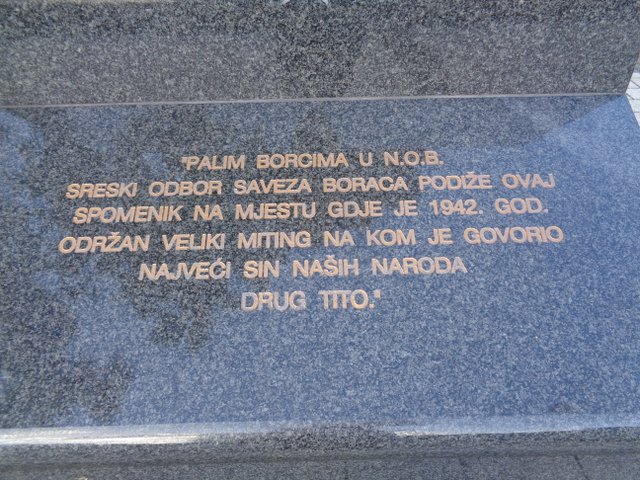 "PALIM BORCIMA U N.O.B.
SRESKI ODBOR SAVEZA BORACA PODIŽE OVAJ
SPOMENIK NA MJESTU GDJE JE 1942. GOD.
ODRŽAN VELIKI MITING NA KOM JE GOVORIO
NAJVEĆI SIN NAŠIH NARODA
DRUG TITO."